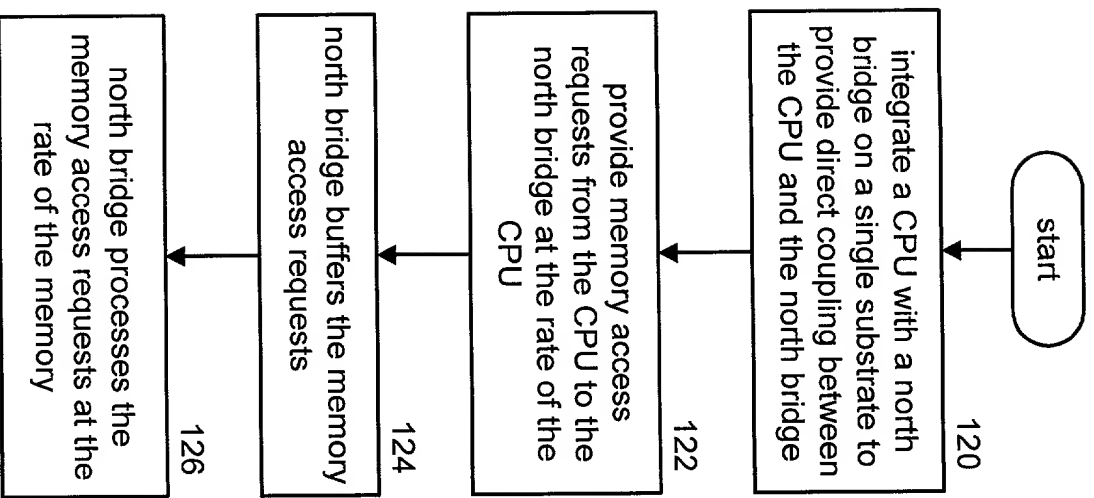 start
120
integrate a CPU with a north
bridge on a single substrate to
provide direct coupling between
the CPU and the north bridge
122
provide memory access
requests from the CPU to the
north bridge at the rate of the
CPU
124
north bridge buffers the memory
access requests
126
north bridge processes the
memory access requests at the
rate of the memory